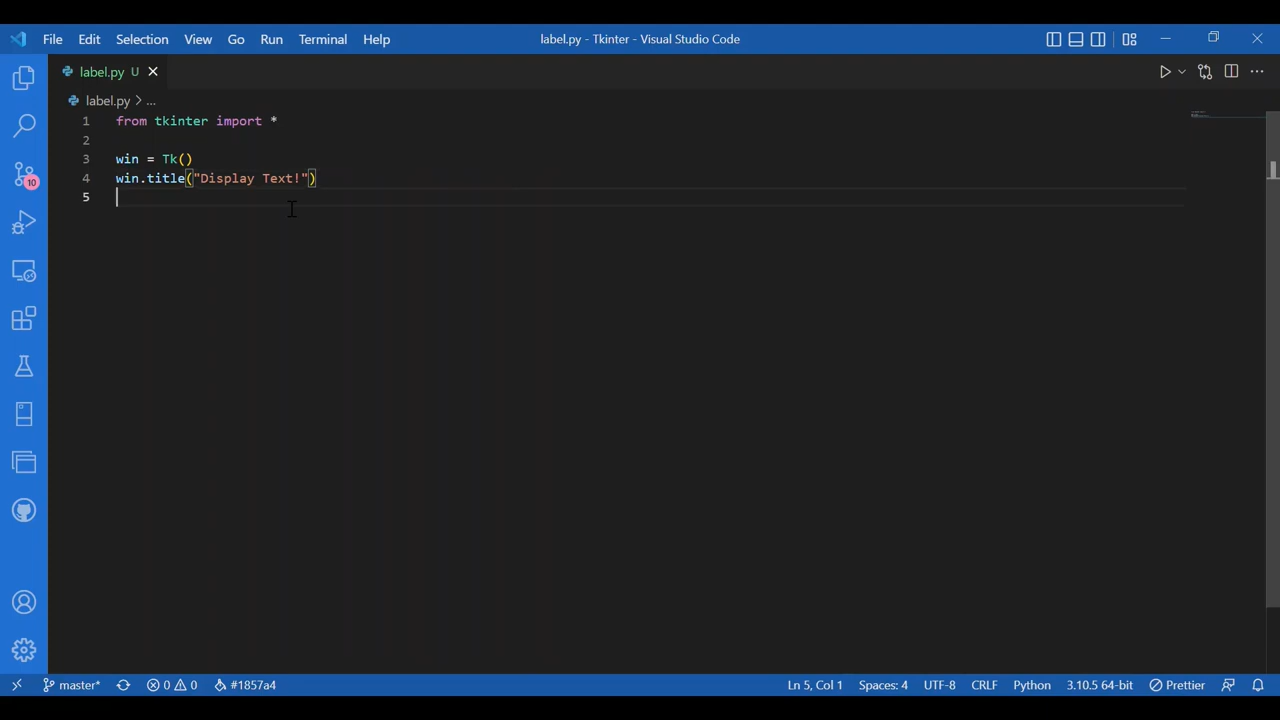 File Edit Selection View Go Run Terminal Help label.py - Tkinter - Visual Studio Code
label.py U
label.py > ...
1 from tkinter import *
2
3 win = Tk()
4 win.title("Display Text!")
5
10
master* 0 0 #1857a4 Ln 5, Col 1 Spaces: 4 UTF-8 CRLF Python 3.10.5 64-bit Prettier